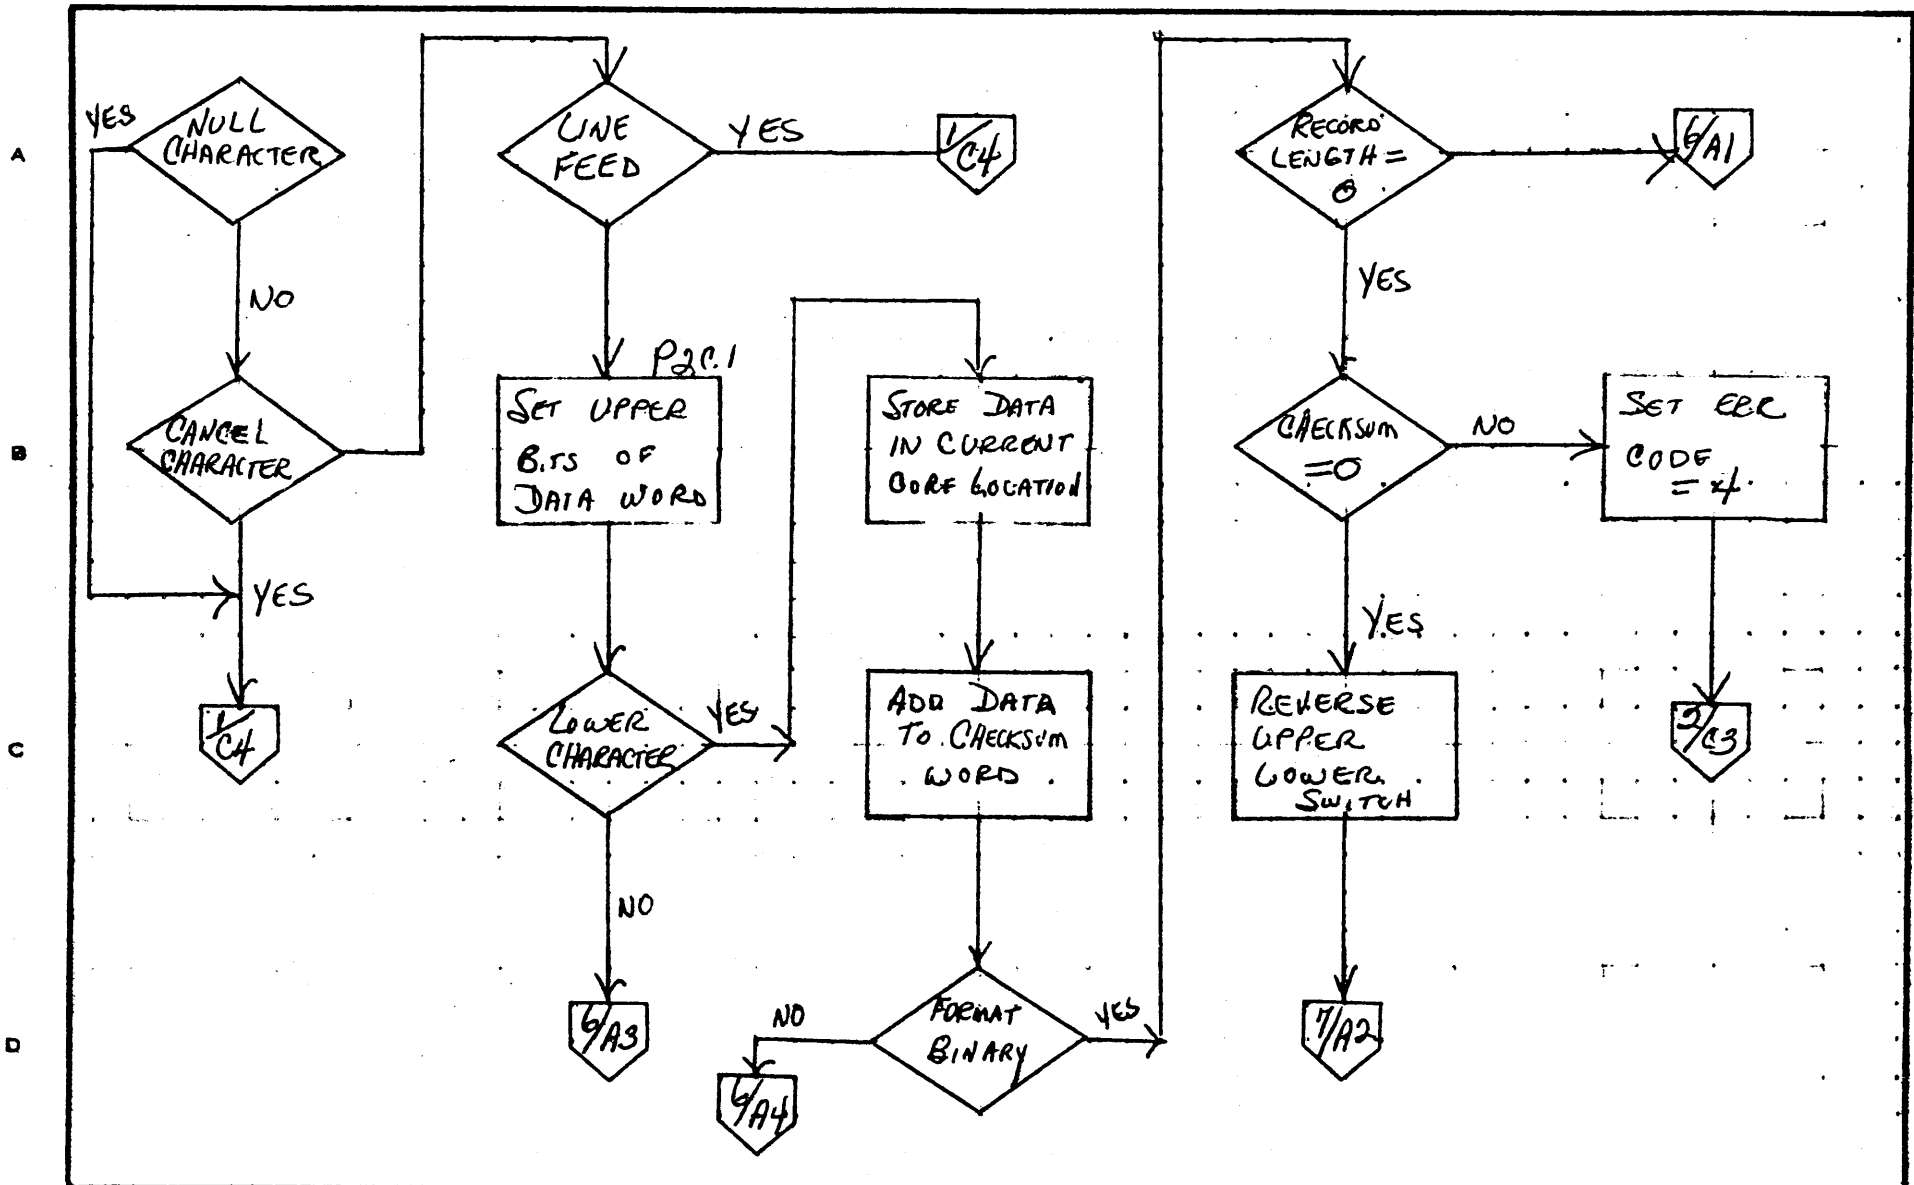 A
B
C
D
YES
NULL
CHARACTER
NO
CANCEL
CHARACTER
YES
1/C4
LINE
FEED
YES
1/C4
P2C.1
SET UPPER
BITS OF
DATA WORD
LOWER
CHARACTER
YES
NO
6/A3
STORE DATA
IN CURRENT
CORE LOCATION
ADD DATA
TO CHECKSUM
WORD
FORMAT
BINARY
NO
YES
6/A4
RECORD
LENGTH =
0
6/A1
YES
CHECKSUM
=0
NO
SET ERR
CODE
= 4
YES
REVERSE
UPPER
LOWER
SWITCH
7/A2
2/C3